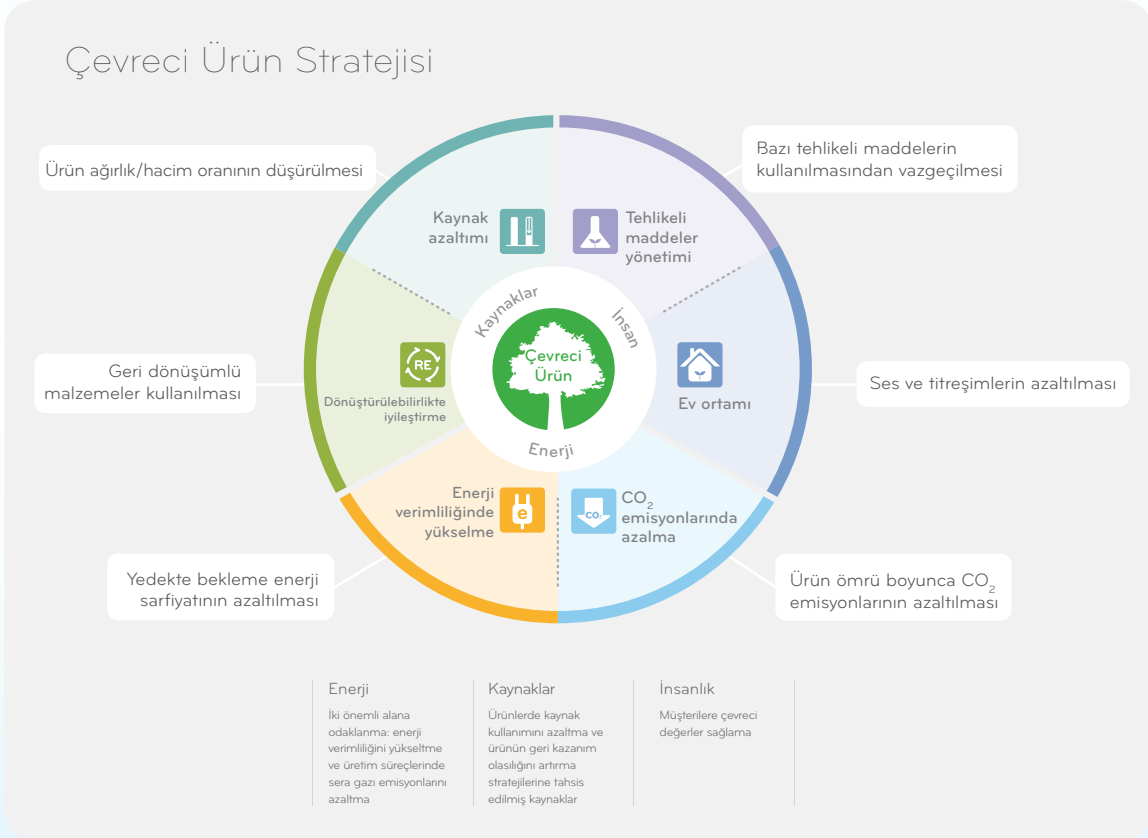 Çevreci Ürün Stratejisi
Ürün ağırlık/hacim oranının düşürülmesi
Bazı tehlikeli maddelerin
kullanılmasından vazgeçilmesi
Kaynak
azaltımı
Tehlikeli
maddeler
yönetimi
Kaynaklar
İnsan
Çevreci
Ürün
Enerji
Geri dönüşümlü
malzemeler kullanılması
RE
Dönüştürülebilirlikte
iyileştirme
Ev ortamı
Ses ve titreşimlerin azaltılması
Enerji
verimliliğinde
yükselme
e
CO₂
CO₂
emisyonlarında
azalma
Yedekte bekleme enerji
sarfiyatının azaltılması
Ürün ömrü boyunca CO₂
emisyonlarının azaltılması
Enerji
İki önemli alana
odaklanma: enerji
verimliliğini yükseltme
ve üretim süreçlerinde
sera gazı emisyonlarını
azaltma
Kaynaklar
Ürünlerde kaynak
kullanımını azaltma ve
ürünün geri kazanım
olasılığını artırma
stratejilerine tahsis
edilmiş kaynaklar
İnsanlık
Müşterilere çevreci
değerler sağlama